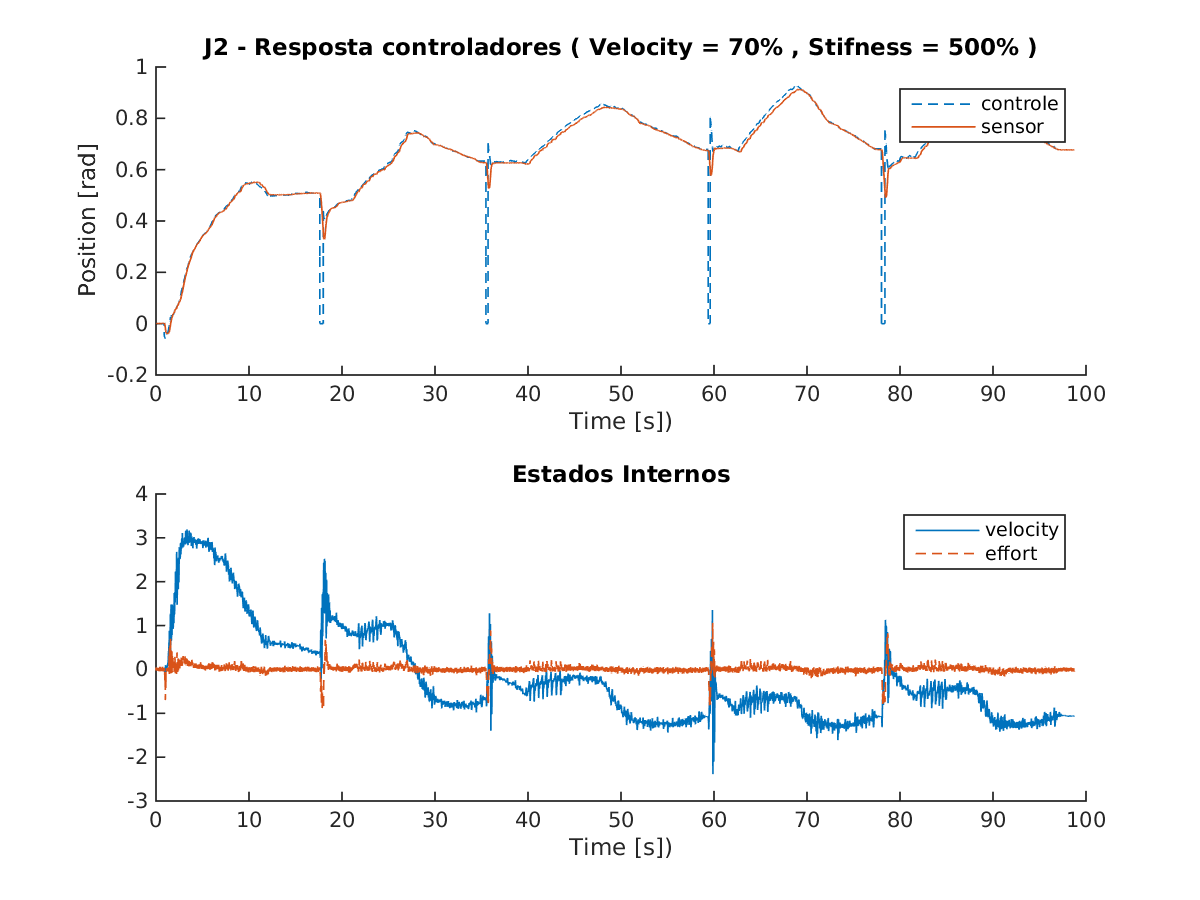 J2 - Resposta controladores ( Velocity = 70% , Stifness = 500% )
1
0.8
0.6
0.4
0.2
0
-0.2
Position [rad]
controle
sensor
0 10 20 30 40 50 60 70 80 90 100
Time [s])
Estados Internos
4
3
2
1
0
-1
-2
-3
velocity
effort
0 10 20 30 40 50 60 70 80 90 100
Time [s])